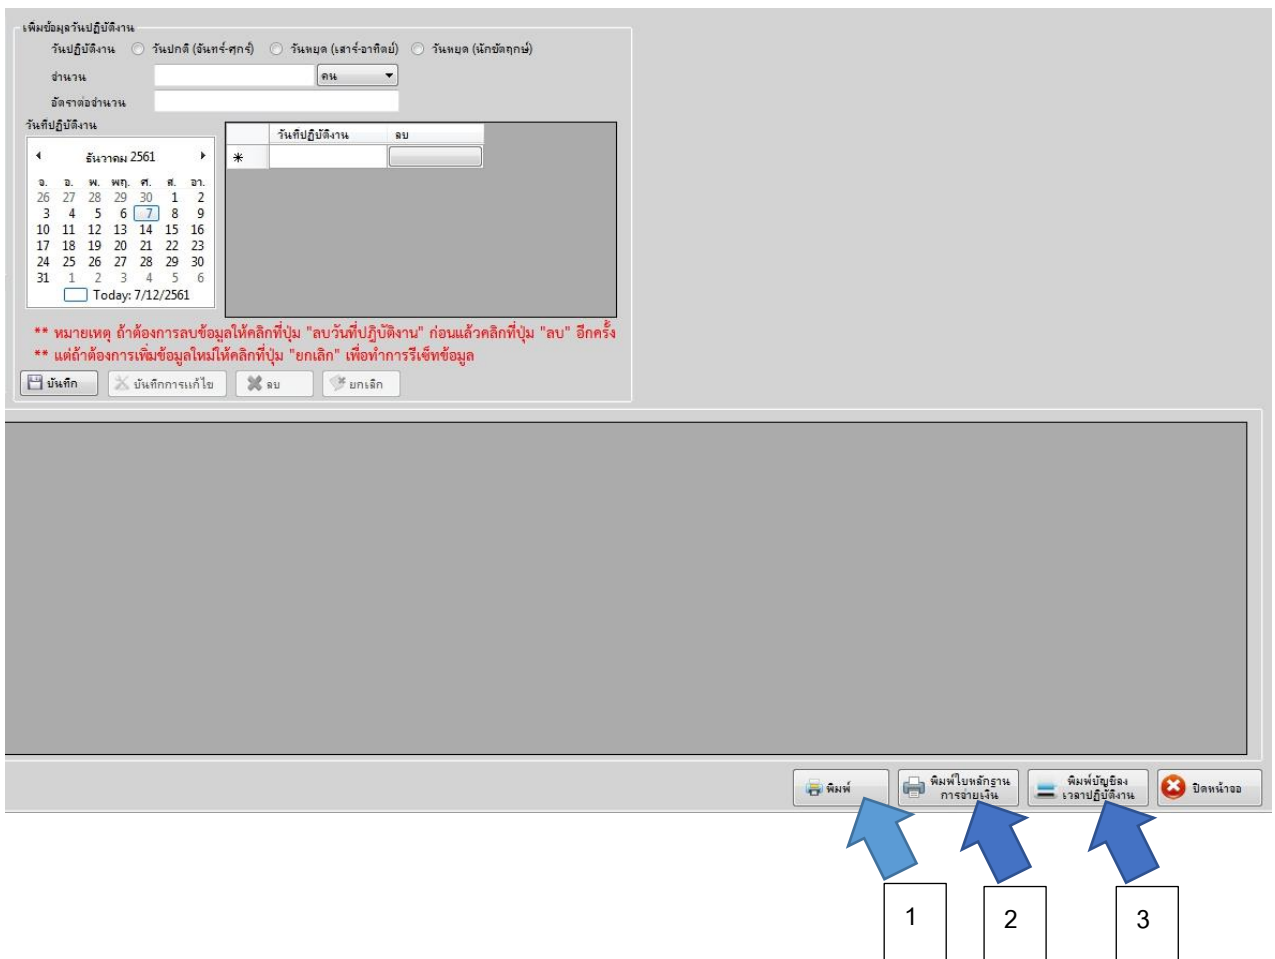 เพิ่มข้อมูลวันปฏิบัติงาน
วันปฏิบัติงาน วันปกติ (จันทร์-ศุกร์) วันหยุด (เสาร์-อาทิตย์) วันหยุด (นักขัตฤกษ์)
จำนวน คน
อัตราต่อจำนวน
วันที่ปฏิบัติงาน
วันที่ปฏิบัติงาน ลบ
ธันวาคม 2561
จ. อ. พ. พฤ. ศ. ส. อา.
26 27 28 29 30 1 2
3 4 5 6 7 8 9
10 11 12 13 14 15 16
17 18 19 20 21 22 23
24 25 26 27 28 29 30
31 1 2 3 4 5 6
Today: 7/12/2561
** หมายเหตุ ถ้าต้องการลบข้อมูลให้คลิกที่ปุ่ม "ลบวันที่ปฏิบัติงาน" ก่อนแล้วคลิกที่ปุ่ม "ลบ" อีกครั้ง
** แต่ถ้าต้องการเพิ่มข้อมูลใหม่ให้คลิกที่ปุ่ม "ยกเลิก" เพื่อทำการรีเซ็ทข้อมูล
บันทึก บันทึกการแก้ไข ลบ ยกเลิก
พิมพ์
พิมพ์ใบหลักฐาน
การจ่ายเงิน
พิมพ์บัญชีลง
เวลาปฏิบัติงาน
ปิดหน้าจอ
1 2 3